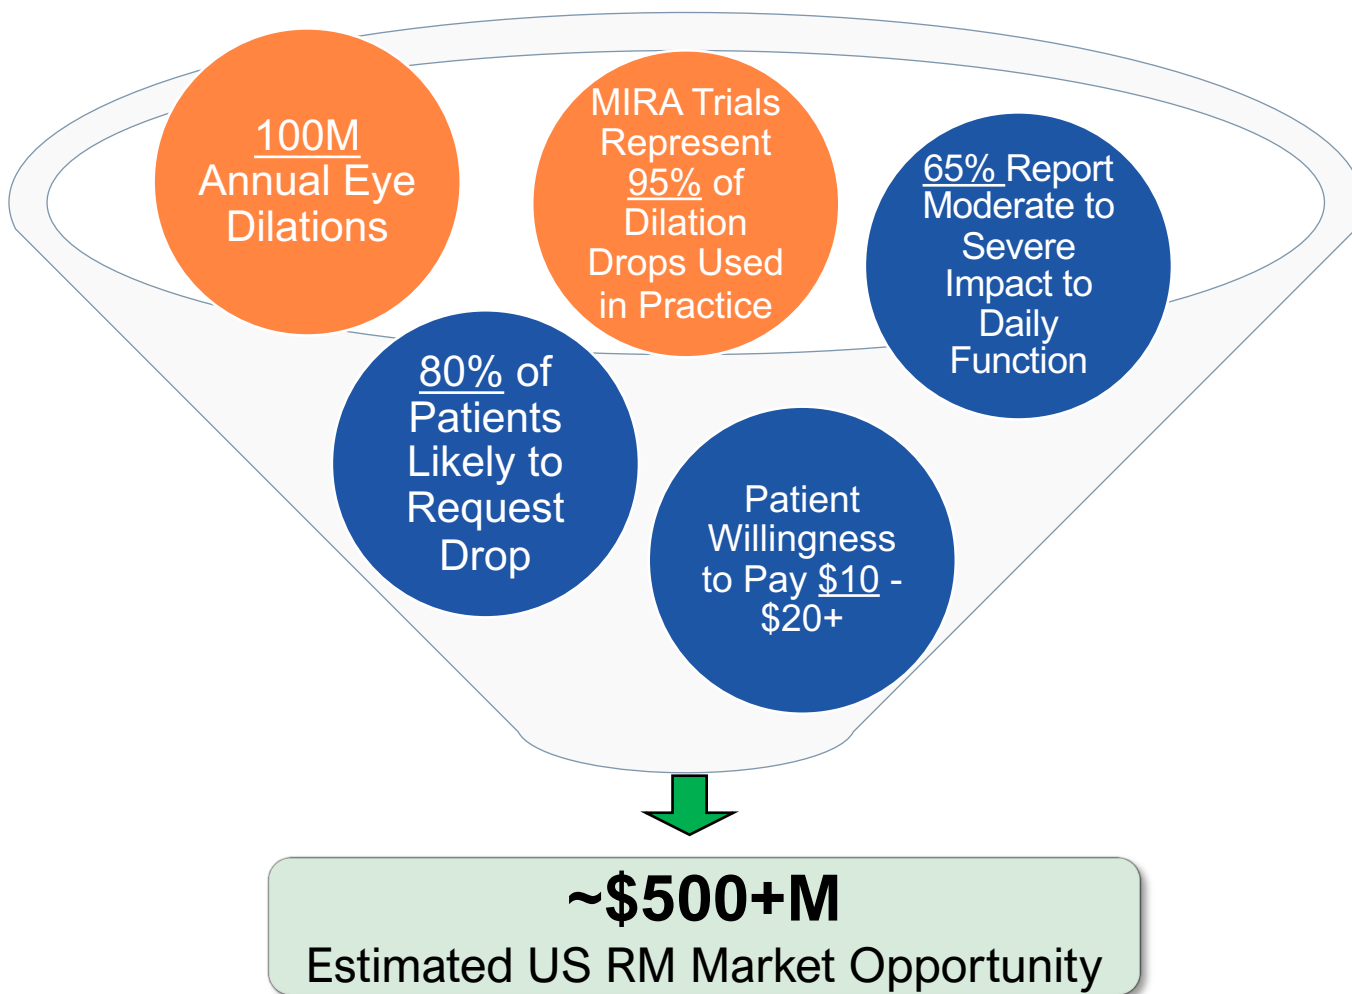 100M
Annual Eye
Dilations
MIRA Trials
Represent
95% of
Dilation
Drops Used
in Practice
65% Report
Moderate to
Severe
Impact to
Daily
Function
80% of
Patients
Likely to
Request
Drop
Patient
Willingness
to Pay $10 -
$20+
~$500+M
Estimated US RM Market Opportunity